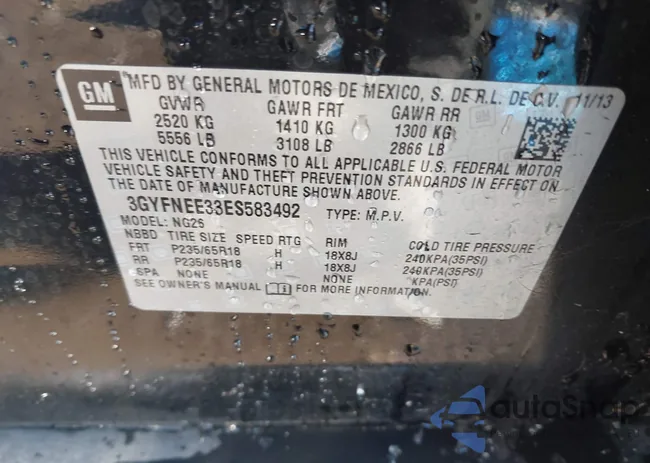 GM
MFD BY GENERAL MOTORS DE MEXICO, S. DE R.L. DE C.V. 11/13
GVWR GAWR FRT GAWR RR
2520 KG 1410 KG 1300 KG
5556 LB 3108 LB 2866 LB
THIS VEHICLE CONFORMS TO ALL APPLICABLE U.S. FEDERAL MOTOR
VEHICLE SAFETY AND THEFT PREVENTION STANDARDS IN EFFECT ON
THE DATE OF MANUFACTURE SHOWN ABOVE.
3GYFNEE33ES583492 TYPE: M.P.V.
MODEL: NG26
NBBD TIRE SIZE SPEED RTG RIM COLD TIRE PRESSURE
FRT P235/65R18 H 18X8J 240KPA(35PSI)
RR P235/65R18 H 18X8J 240KPA(35PSI)
SPA NONE NONE KPA(PSI)
SEE OWNER'S MANUAL FOR MORE INFORMATION.
autoSnap